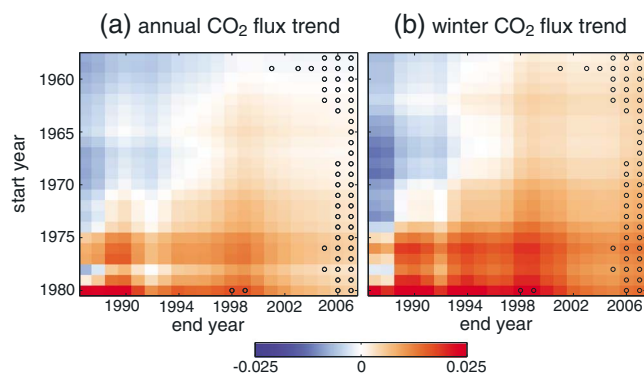 (a) annual CO₂ flux trend
(b) winter CO₂ flux trend
start year
1960
1965
1970
1975
1980
1990 1994 1998 2002 2006
end year
1990 1994 1998 2002 2006
end year
-0.025 0 0.025